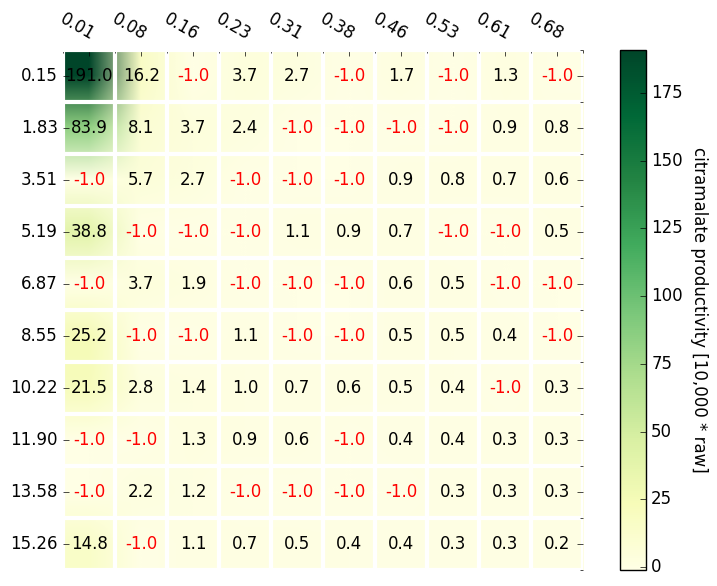 0.01 0.08 0.16 0.23 0.31 0.38 0.46 0.53 0.61 0.68
0.15 191.0 16.2 -1.0 3.7 2.7 -1.0 1.7 -1.0 1.3 -1.0
1.83 83.9 8.1 3.7 2.4 -1.0 -1.0 -1.0 -1.0 0.9 0.8
3.51 -1.0 5.7 2.7 -1.0 -1.0 -1.0 0.9 0.8 0.7 0.6
5.19 38.8 -1.0 -1.0 -1.0 1.1 0.9 0.7 -1.0 -1.0 0.5
6.87 -1.0 3.7 1.9 -1.0 -1.0 -1.0 0.6 0.5 -1.0 -1.0
8.55 25.2 -1.0 -1.0 1.1 -1.0 -1.0 0.5 0.5 0.4 -1.0
10.22 21.5 2.8 1.4 1.0 0.7 0.6 0.5 0.4 -1.0 0.3
11.90 -1.0 -1.0 1.3 0.9 0.6 -1.0 0.4 0.4 0.3 0.3
13.58 -1.0 2.2 1.2 -1.0 -1.0 -1.0 -1.0 0.3 0.3 0.3
15.26 14.8 -1.0 1.1 0.7 0.5 0.4 0.4 0.3 0.3 0.2
175
150
125
100
75
50
25
0
citramalate productivity [10,000 * raw]